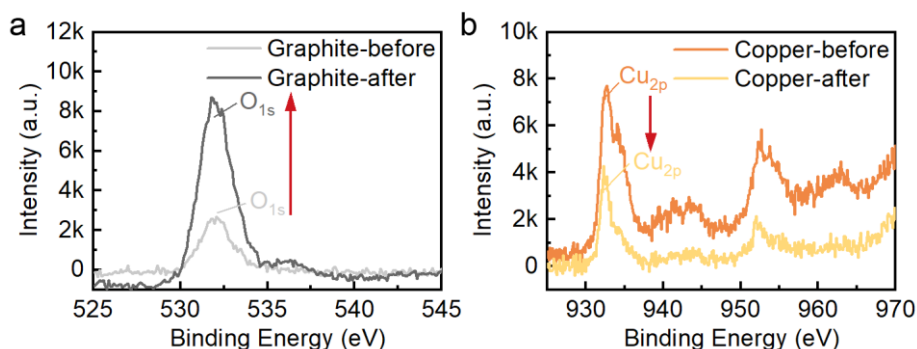 a
12k
10k
8k
6k
4k
2k
0
Intensity (a.u.)
Graphite-before
Graphite-after
O1s
O1s
525 530 535 540 545
Binding Energy (eV)
b
10k
8k
6k
4k
2k
0
Intensity (a.u.)
Copper-before
Copper-after
Cu2p
Cu2p
930 940 950 960 970
Binding Energy (eV)